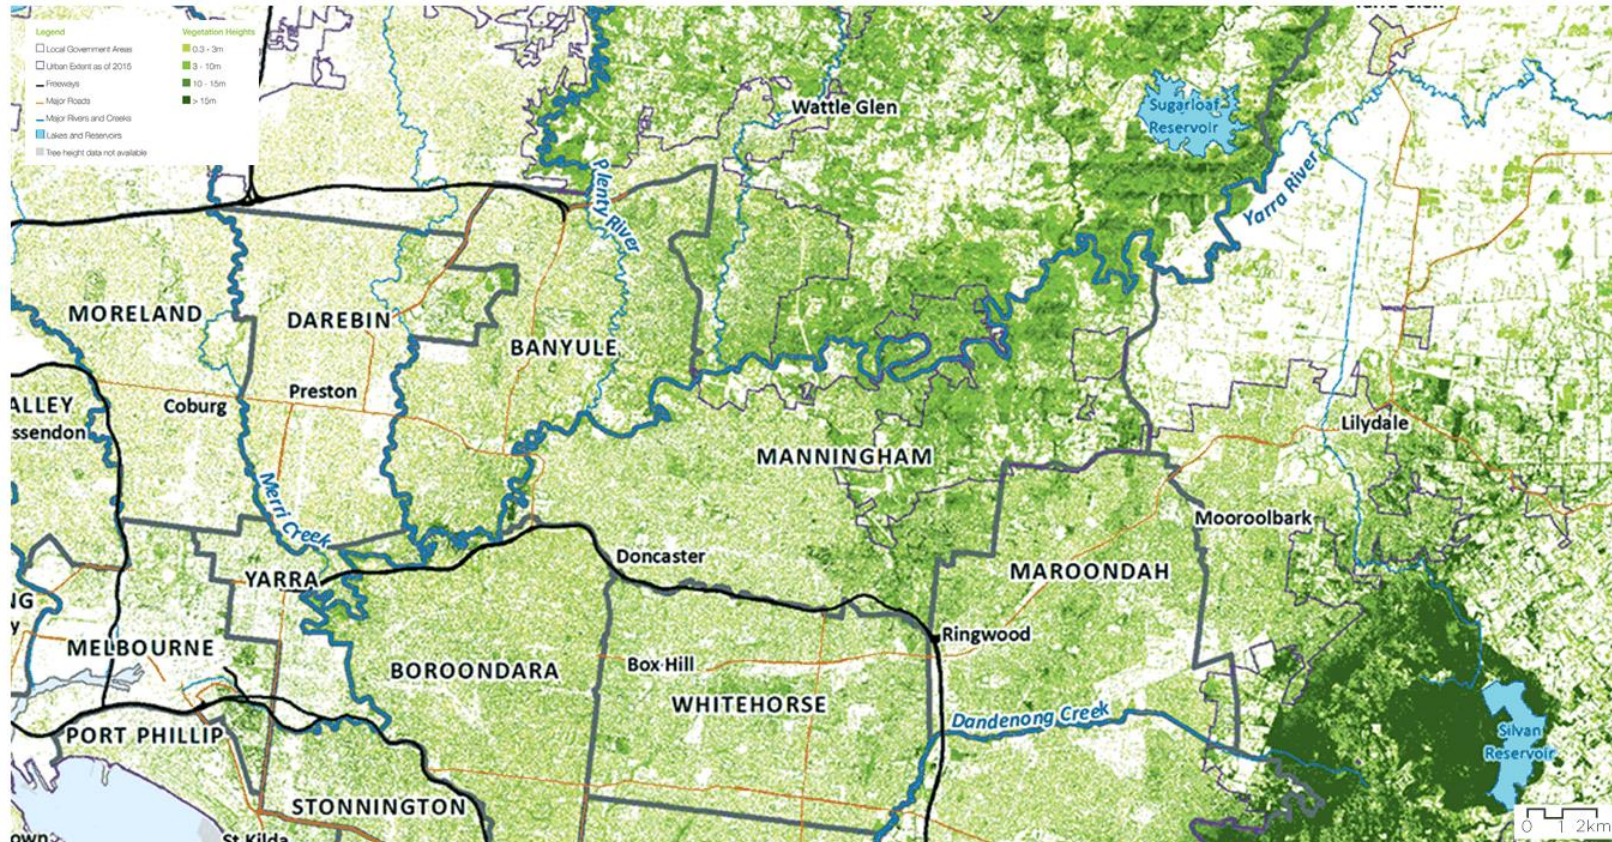 Legend
Local Government Areas
Urban Extent as of 2015
Freeways
Major Roads
Major Rivers and Creeks
Lakes and Reservoirs
Tree height data not available
Vegetation Heights
0.3 - 3m
3 - 10m
10 - 15m
> 15m
Wattle Glen
Sugarloaf
Reservoir
Plenty River
Yarra River
MORELAND
DAREBIN
BANYULE
Coburg
Preston
ALLEY
ssendon
Lilydale
MANNINGHAM
Merri Creek
Mooroolbark
Doncaster
YARRA
MAROONDAH
NG
y
MELBOURNE
Ringwood
BOROONDARA
Box Hill
WHITEHORSE
Dandenong Creek
PORT PHILLIP
Silvan
Reservoir
STONNINGTON
St Kilda
own
0 1 2km